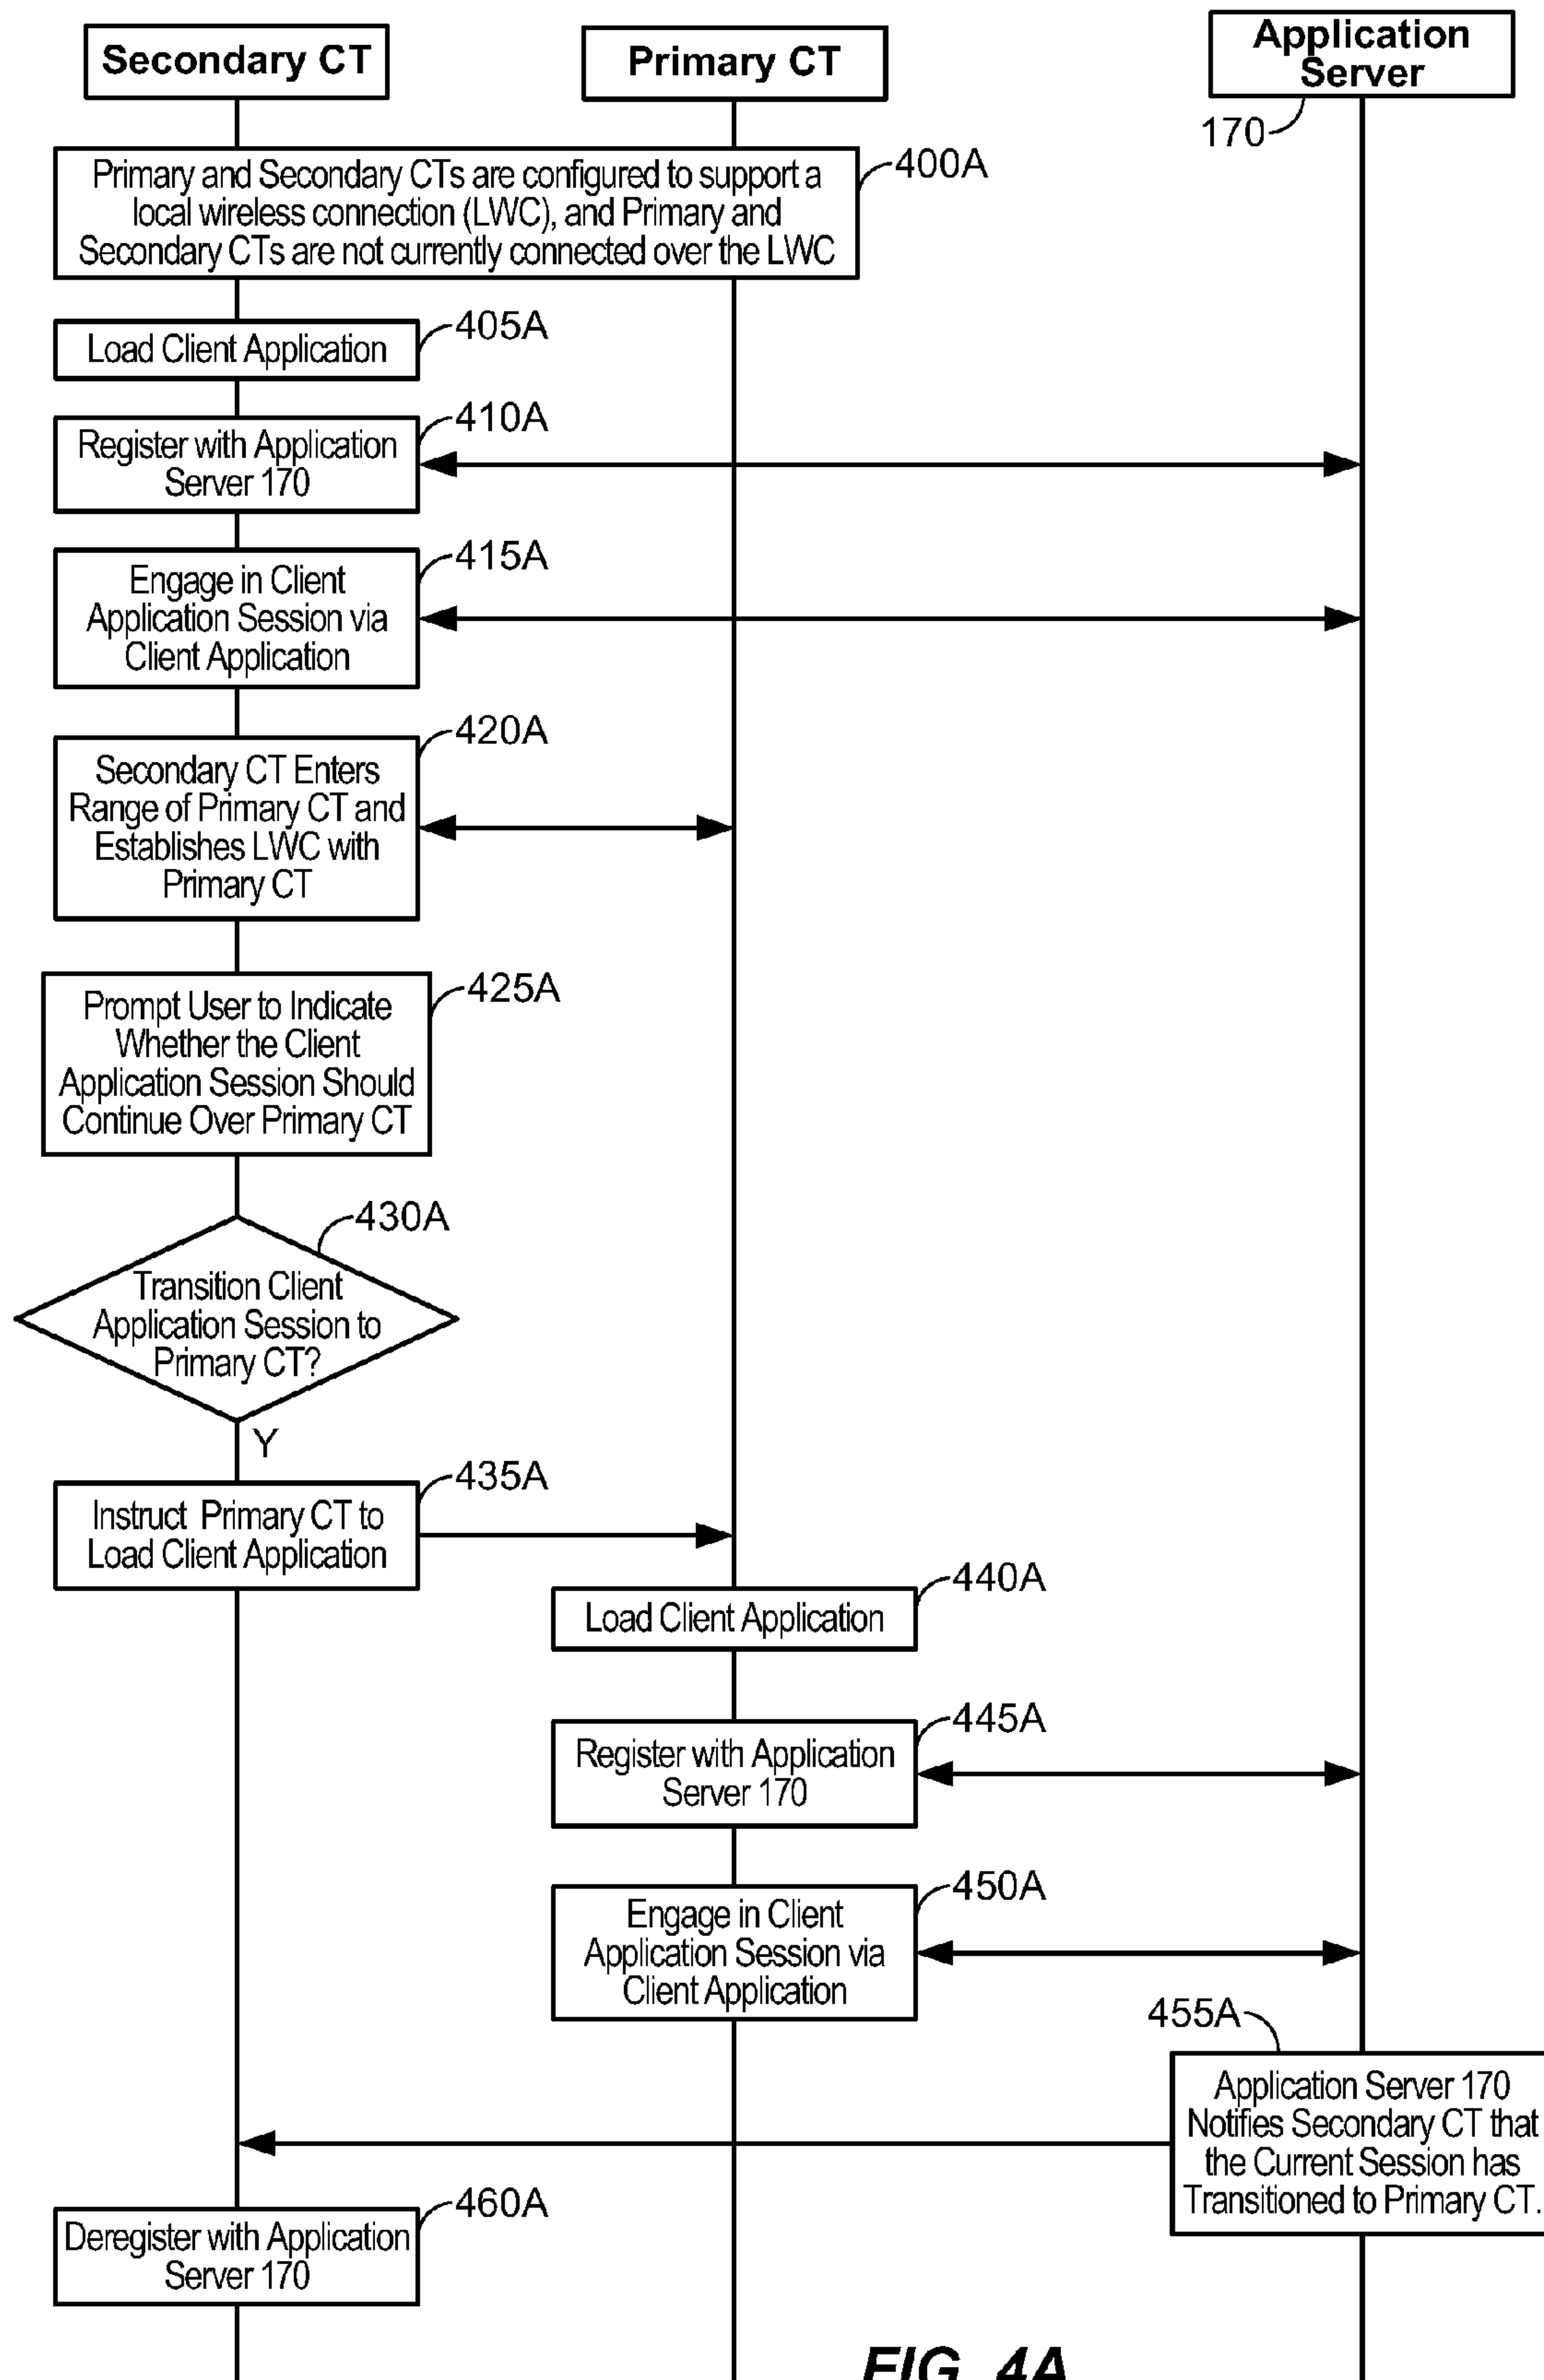 Secondary CT
Primary CT
Application
Server
170
400A
Primary and Secondary CTs are configured to support a
local wireless connection (LWC), and Primary and
Secondary CTs are not currently connected over the LWC
405A
Load Client Application
410A
Register with Application
Server 170
415A
Engage in Client
Application Session via
Client Application
420A
Secondary CT Enters
Range of Primary CT and
Establishes LWC with
Primary CT
425A
Prompt User to Indicate
Whether the Client
Application Session Should
Continue Over Primary CT
430A
Transition Client
Application Session to
Primary CT?
Y
435A
Instruct Primary CT to
Load Client Application
440A
Load Client Application
445A
Register with Application
Server 170
450A
Engage in Client
Application Session via
Client Application
455A
Application Server 170
Notifies Secondary CT that
the Current Session has
Transitioned to Primary CT.
460A
Deregister with Application
Server 170
FIG. 4A